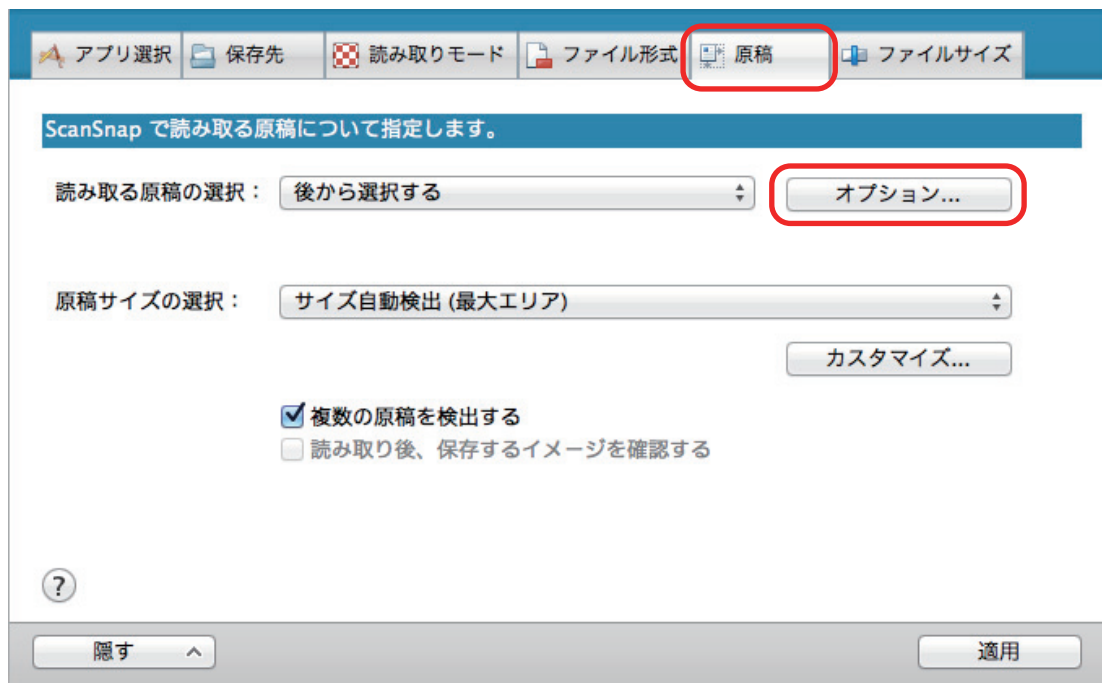 アプリ選択 保存先 読み取りモード ファイル形式 原稿 ファイルサイズ
ScanSnap で読み取る原稿について指定します。
読み取る原稿の選択： 後から選択する オプション...
原稿サイズの選択： サイズ自動検出 (最大エリア)
カスタマイズ...
複数の原稿を検出する
読み取り後、保存するイメージを確認する
?
隠す 適用